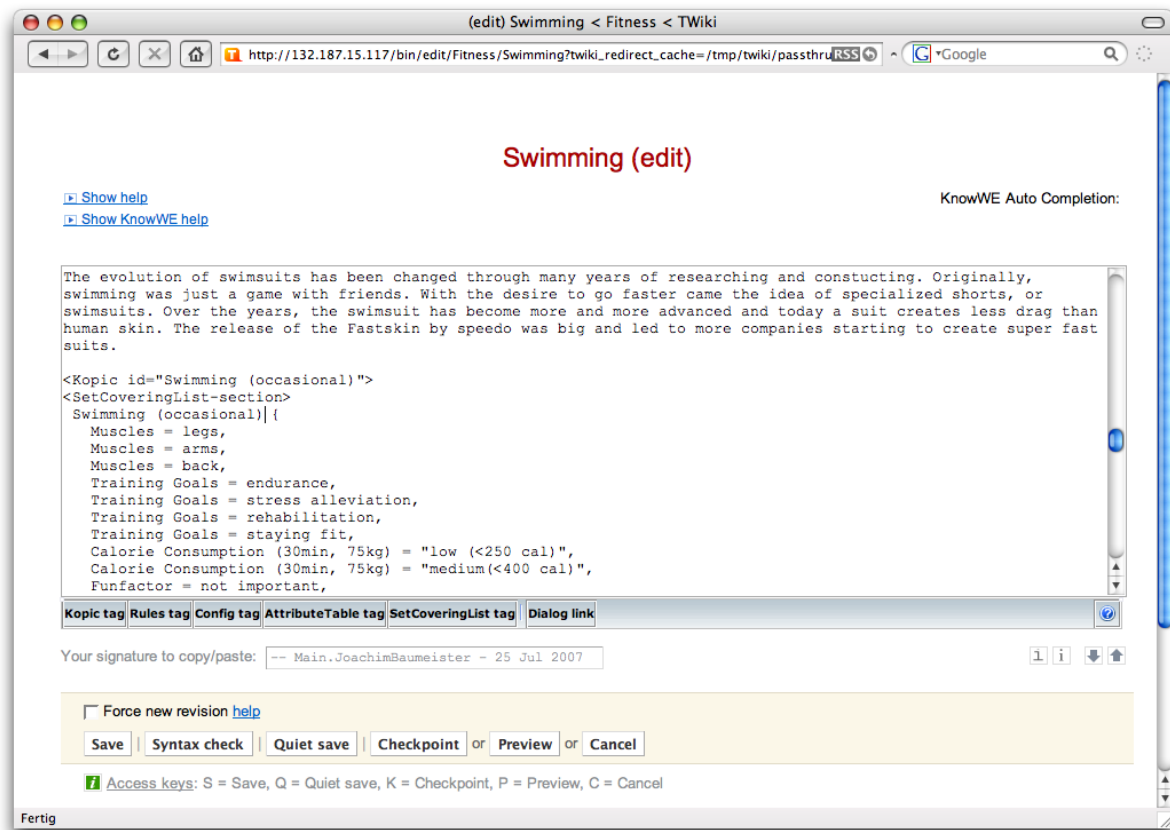 (edit) Swimming < Fitness < TWiki
http://132.187.15.117/bin/edit/Fitness/Swimming?twiki_redirect_cache=/tmp/twiki/passthru RSS Google
Swimming (edit)
Show help KnowWE Auto Completion:
Show KnowWE help
The evolution of swimsuits has been changed through many years of researching and constucting. Originally,
swimming was just a game with friends. With the desire to go faster came the idea of specialized shorts, or
swimsuits. Over the years, the swimsuit has become more and more advanced and today a suit creates less drag than
human skin. The release of the Fastskin by speedo was big and led to more companies starting to create super fast
suits.
<Kopic id="Swimming (occasional)">
<SetCoveringList-section>
Swimming (occasional) {
Muscles = legs,
Muscles = arms,
Muscles = back,
Training Goals = endurance,
Training Goals = stress alleviation,
Training Goals = rehabilitation,
Training Goals = staying fit,
Calorie Consumption (30min, 75kg) = "low (<250 cal)",
Calorie Consumption (30min, 75kg) = "medium(<400 cal)",
Funfactor = not important,
Kopic tag Rules tag Config tag AttributeTable tag SetCoveringList tag Dialog link
Your signature to copy/paste: -- Main.JoachimBaumeister - 25 Jul 2007
Force new revision help
Save | Syntax check | Quiet save | Checkpoint or Preview or Cancel
Access keys: S = Save, Q = Quiet save, K = Checkpoint, P = Preview, C = Cancel
Fertig